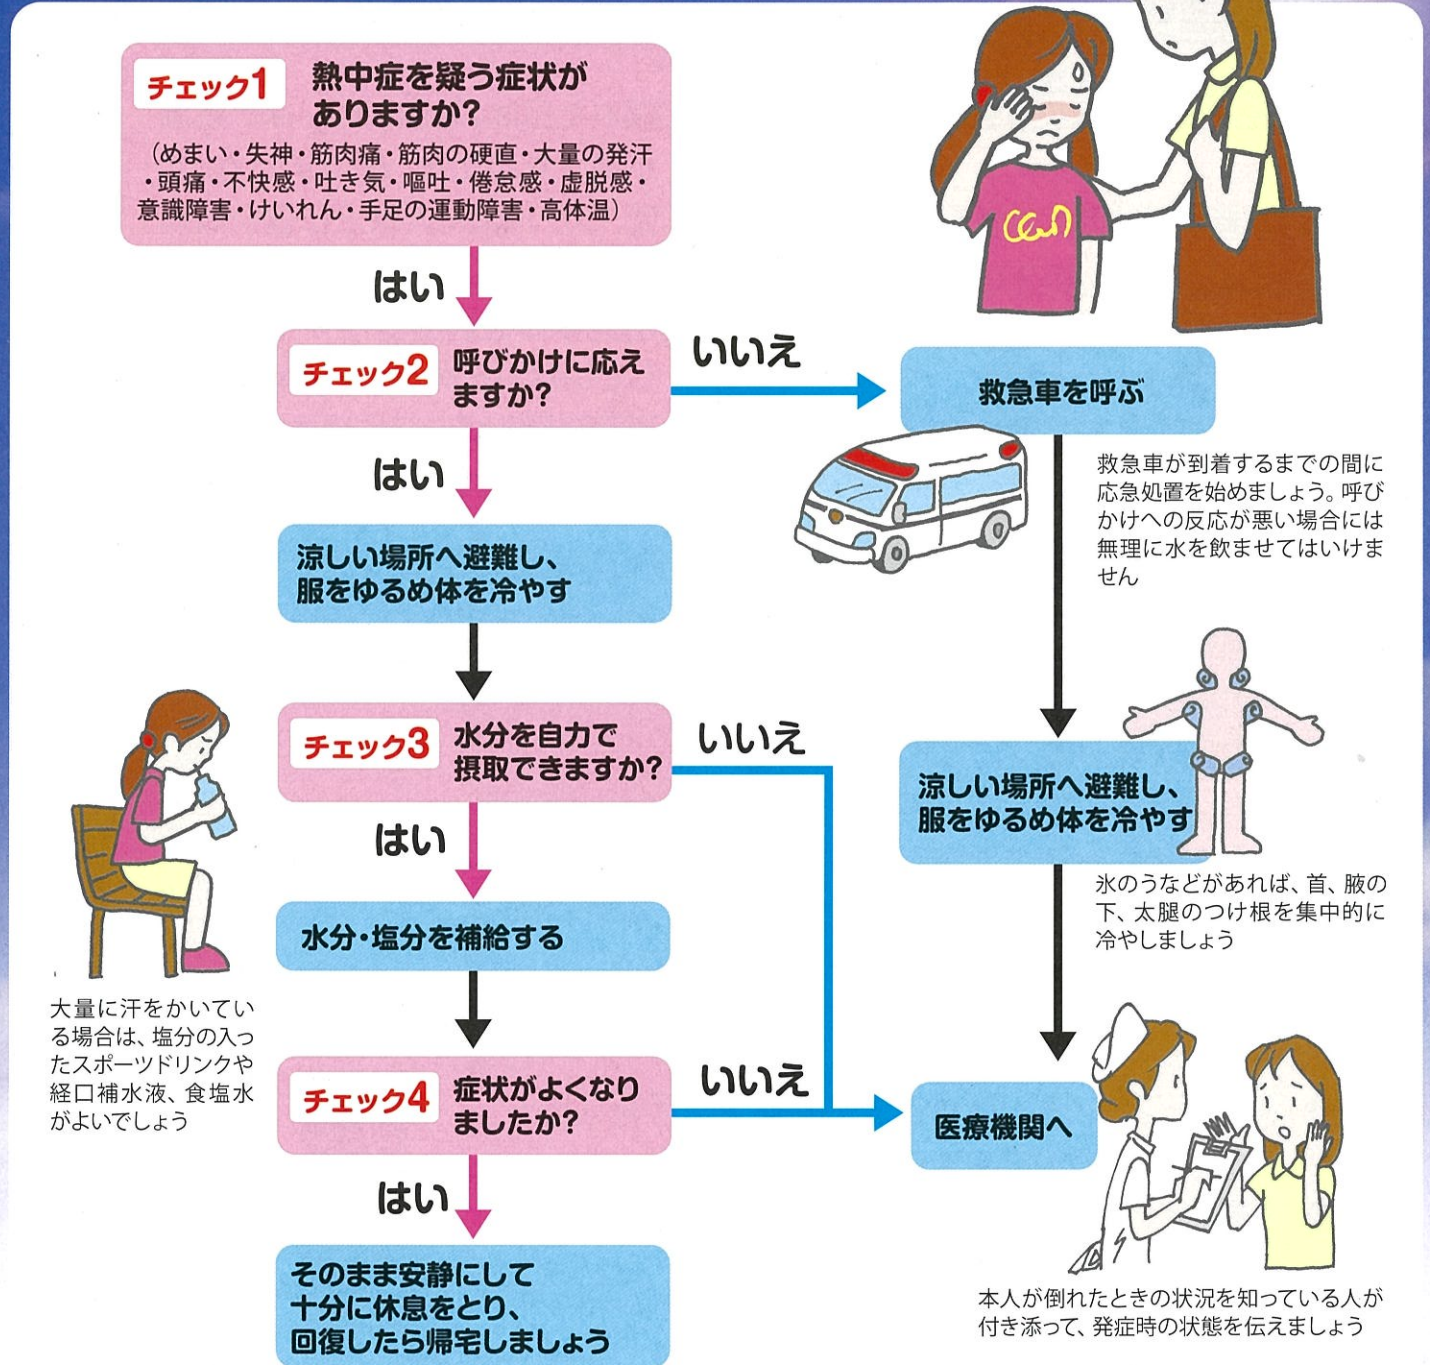 チェック1
熱中症を疑う症状が
ありますか?
(めまい・失神・筋肉痛・筋肉の硬直・大量の発汗
・頭痛・不快感・吐き気・嘔吐・倦怠感・虚脱感・
意識障害・けいれん・手足の運動障害・高体温)
はい
チェック2
呼びかけに応え
ますか?
いいえ
救急車を呼ぶ
救急車が到着するまでの間に
応急処置を始めましょう。呼び
かけへの反応が悪い場合には
無理に水を飲ませてはいけま
せん
はい
涼しい場所へ避難し、
服をゆるめ体を冷やす
チェック3
水分を自力で
摂取できますか?
いいえ
涼しい場所へ避難し、
服をゆるめ体を冷やす
氷のうなどがあれば、首、腋の
下、太腿のつけ根を集中的に
冷やしましょう
はい
水分・塩分を補給する
大量に汗をかいてい
る場合は、塩分の入っ
たスポーツドリンクや
経口補水液、食塩水
がよいでしょう
チェック4
症状がよくなり
ましたか?
いいえ
医療機関へ
本人が倒れたときの状況を知っている人が
付き添って、発症時の状態を伝えましょう
はい
そのまま安静にして
十分に休息をとり、
回復したら帰宅しましょう